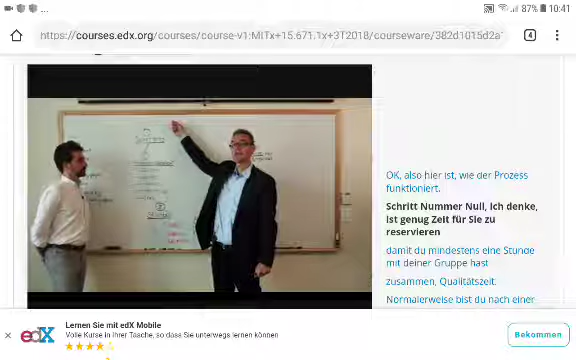 87% 10:41
https://courses.edx.org/courses/course-v1:MITx+15.671.1x+3T2018/courseware/382d1015d2a
4
OK, also hier ist, wie der Prozess
funktioniert.
Schritt Nummer Null, ich denke,
ist genug Zeit für Sie zu
reservieren
damit du mindestens eine Stunde
mit deiner Gruppe hast
zusammen, Qualitätszeit.
Normalerweise bist du nach einer
edX
Lernen Sie mit edX Mobile
Volle Kurse in Ihrer Tasche, so dass Sie unterwegs lernen können
Bekommen